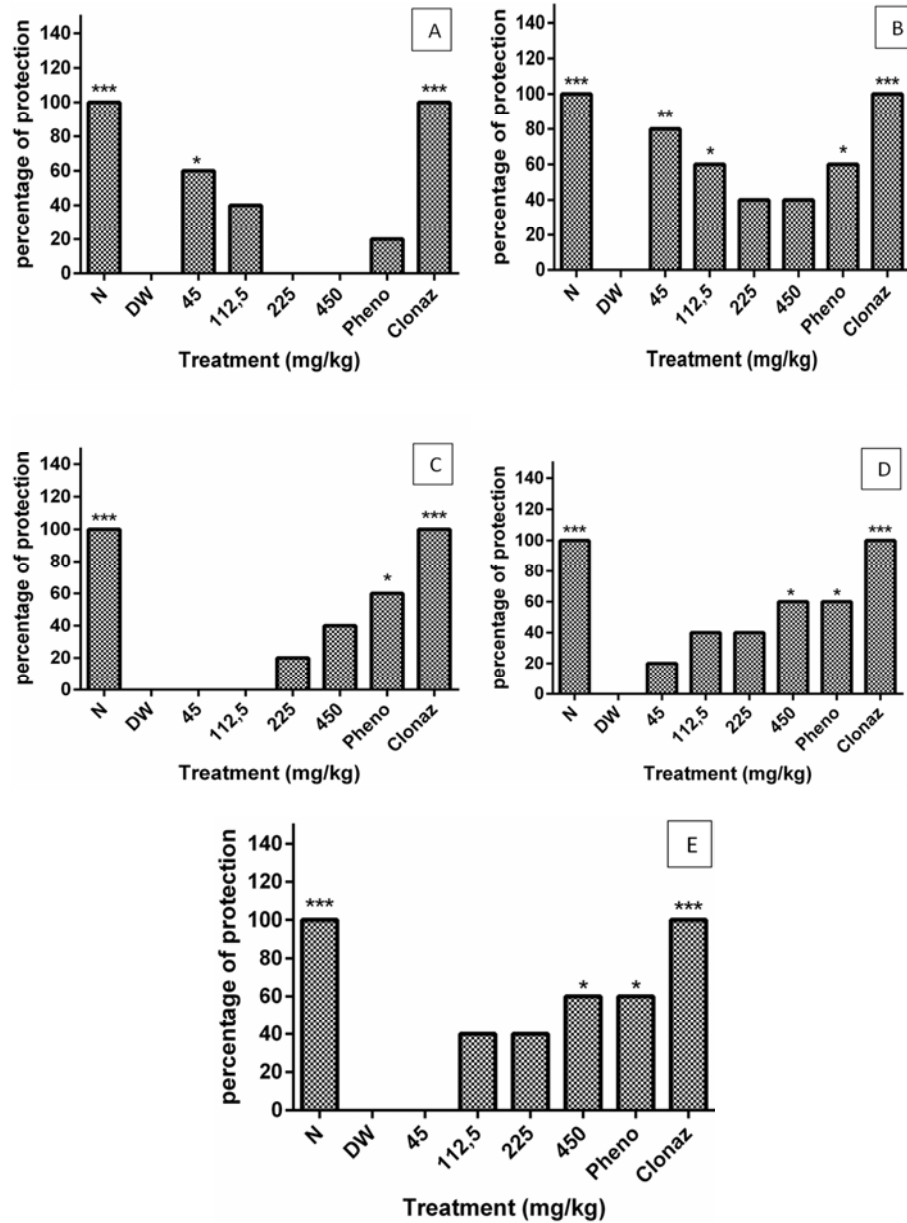 A
percentage of protection
140
120
100
80
60
40
20
0
***
*
***
N
DW
45
112,5
225
450
Pheno
Clonaz
Treatment (mg/kg)
B
percentage of protection
140
120
100
80
60
40
20
0
***
**
*
*
***
N
DW
45
112,5
225
450
Pheno
Clonaz
Treatment (mg/kg)
C
percentage of protection
140
120
100
80
60
40
20
0
***
*
***
N
DW
45
112,5
225
450
Pheno
Clonaz
Treatment (mg/kg)
D
percentage of protection
140
120
100
80
60
40
20
0
***
*
*
***
N
DW
45
112,5
225
450
Pheno
Clonaz
Treatment (mg/kg)
E
percentage of protection
140
120
100
80
60
40
20
0
***
*
*
***
N
DW
45
112,5
225
450
Pheno
Clonaz
Treatment (mg/kg)